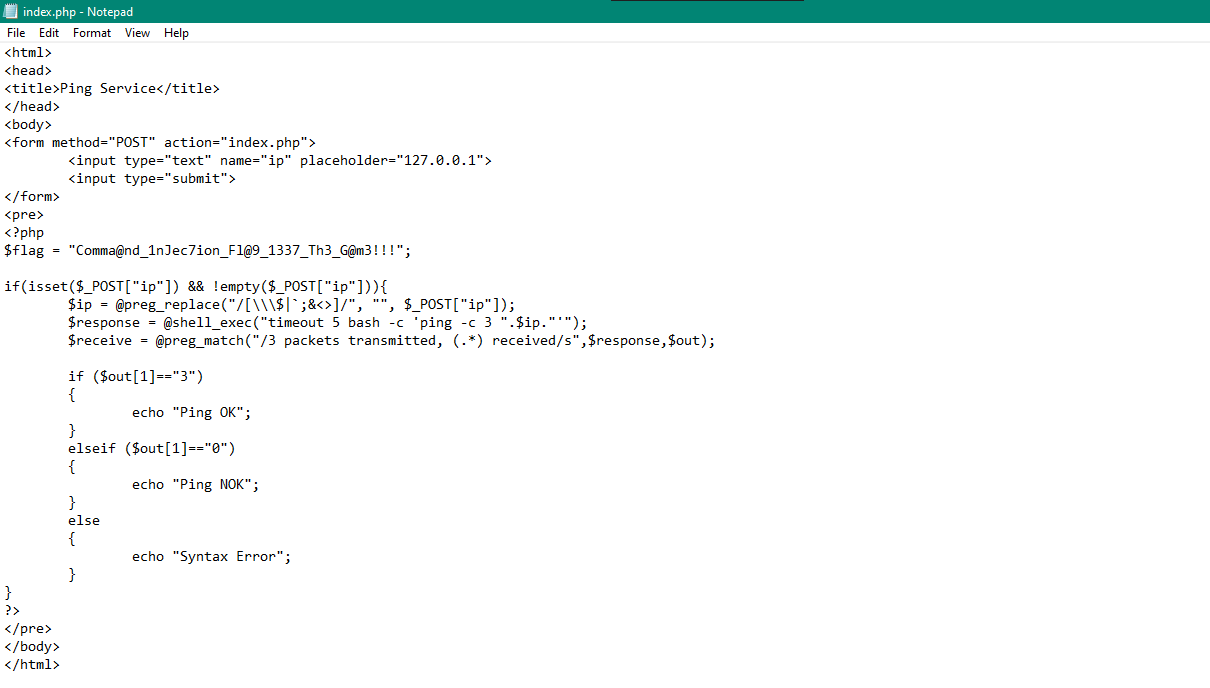 index.php - Notepad
File Edit Format View Help
<html>
<head>
<title>Ping Service</title>
</head>
<body>
<form method="POST" action="index.php">
        <input type="text" name="ip" placeholder="127.0.0.1">
        <input type="submit">
</form>
<pre>
<?php
$flag = "Comma@nd_1nJec7ion_Fl@9_1337_Th3_G@m3!!!";

if(isset($_POST["ip"]) && !empty($_POST["ip"])){
        $ip = @preg_replace("/[\\\$|`;&<>]/", "", $_POST["ip"]);
        $response = @shell_exec("timeout 5 bash -c 'ping -c 3 ".$ip."'");
        $receive = @preg_match("/3 packets transmitted, (.*) received/s",$response,$out);

        if ($out[1]=="3")
        {
                echo "Ping OK";
        }
        elseif ($out[1]=="0")
        {
                echo "Ping NOK";
        }
        else
        {
                echo "Syntax Error";
        }
}
?>
</pre>
</body>
</html>